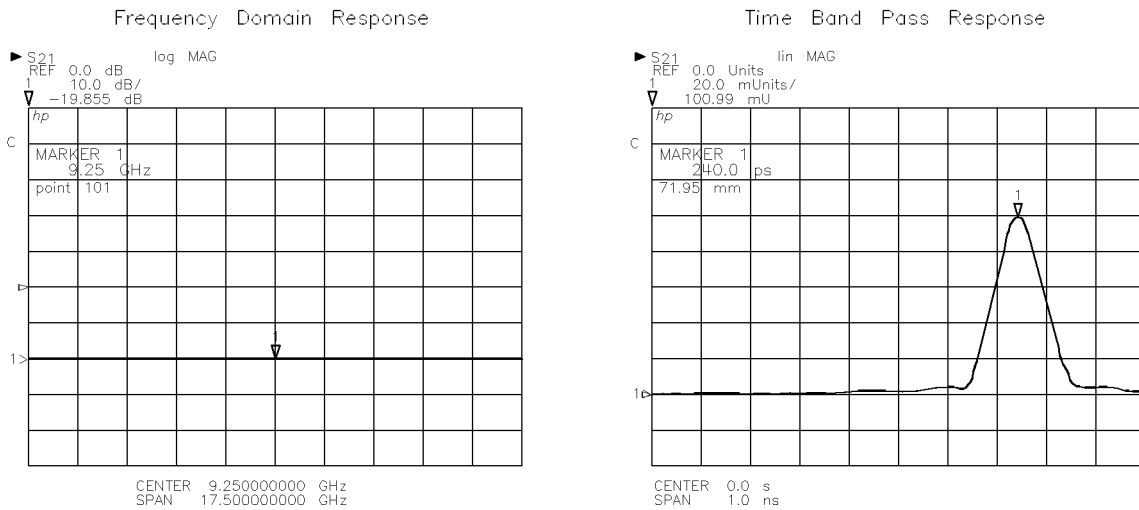 Frequency Domain Response
S21 log MAG
REF 0.0 dB
1 10.0 dB/
-19.855 dB
hp
C
MARKER 1
9.25 GHz
point 101
1
1
CENTER 9.250000000 GHz
SPAN 17.500000000 GHz
Time Band Pass Response
S21 lin MAG
REF 0.0 Units
1 20.0 mUnits/
100.99 mU
hp
C
MARKER 1
240.0 ps
71.95 mm
1
1
CENTER 0.0 s
SPAN 1.0 ns